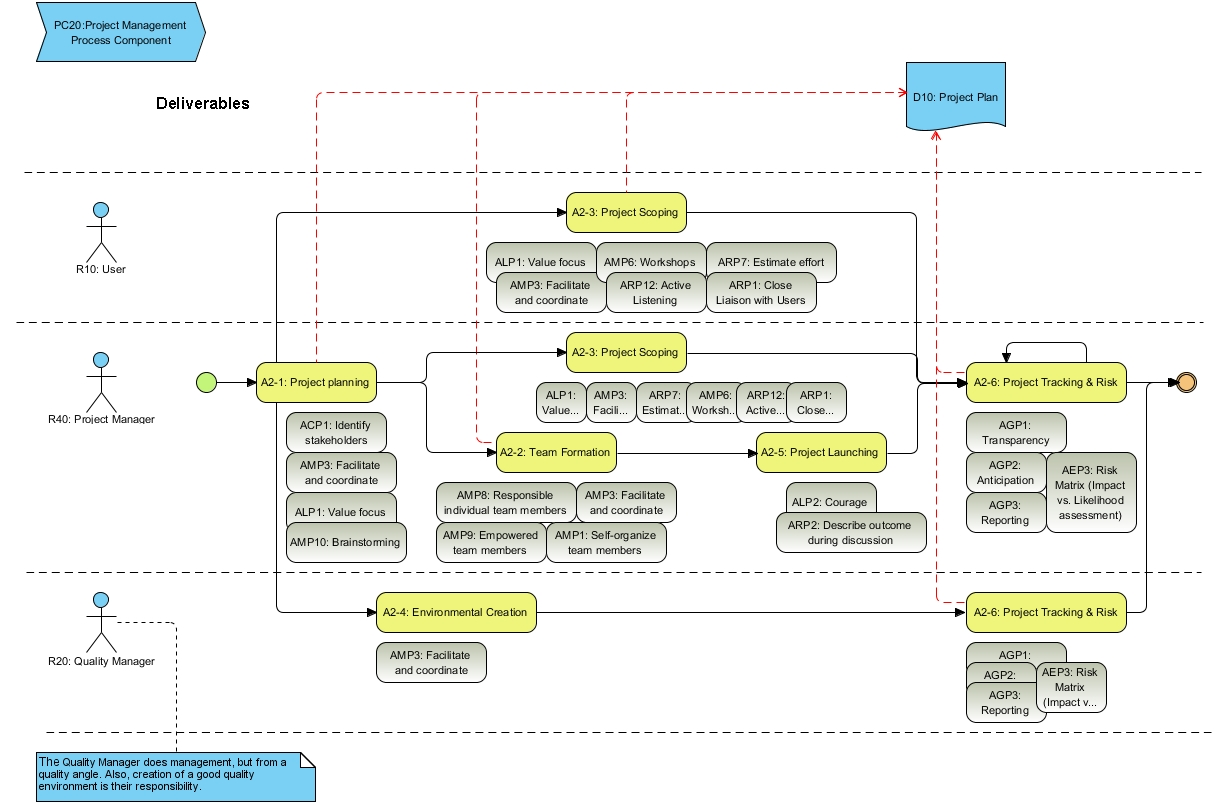 PC20:Project Management
Process Component
Deliverables
D10: Project Plan
R10: User
A2-3: Project Scoping
ALP1: Value focus
AMP6: Workshops
ARP7: Estimate effort
AMP3: Facilitate
and coordinate
ARP12: Active
Listening
ARP1: Close
Liaison with Users
R40: Project Manager
A2-1: Project planning
ACP1: Identify
stakeholders
AMP3: Facilitate
and coordinate
ALP1: Value focus
AMP10: Brainstorming
A2-3: Project Scoping
ALP1:
Value...
AMP3:
Facili...
ARP7:
Estimat...
AMP6:
Worksh...
ARP12:
Active...
ARP1:
Close...
A2-2: Team Formation
AMP8: Responsible
individual team members
AMP3: Facilitate
and coordinate
AMP9: Empowered
team members
AMP1: Self-organize
team members
A2-5: Project Launching
ALP2: Courage
ARP2: Describe outcome
during discussion
A2-6: Project Tracking & Risk
AGP1:
Transparency
AGP2:
Anticipation
AGP3:
Reporting
AEP3: Risk
Matrix (Impact
vs. Likelihood
assessment)
R20: Quality Manager
A2-4: Environmental Creation
AMP3: Facilitate
and coordinate
A2-6: Project Tracking & Risk
AGP1:
AGP2:
AGP3:
Reporting
AEP3: Risk
Matrix
(Impact v...
The Quality Manager does management, but from a
quality angle. Also, creation of a good quality
environment is their responsibility.